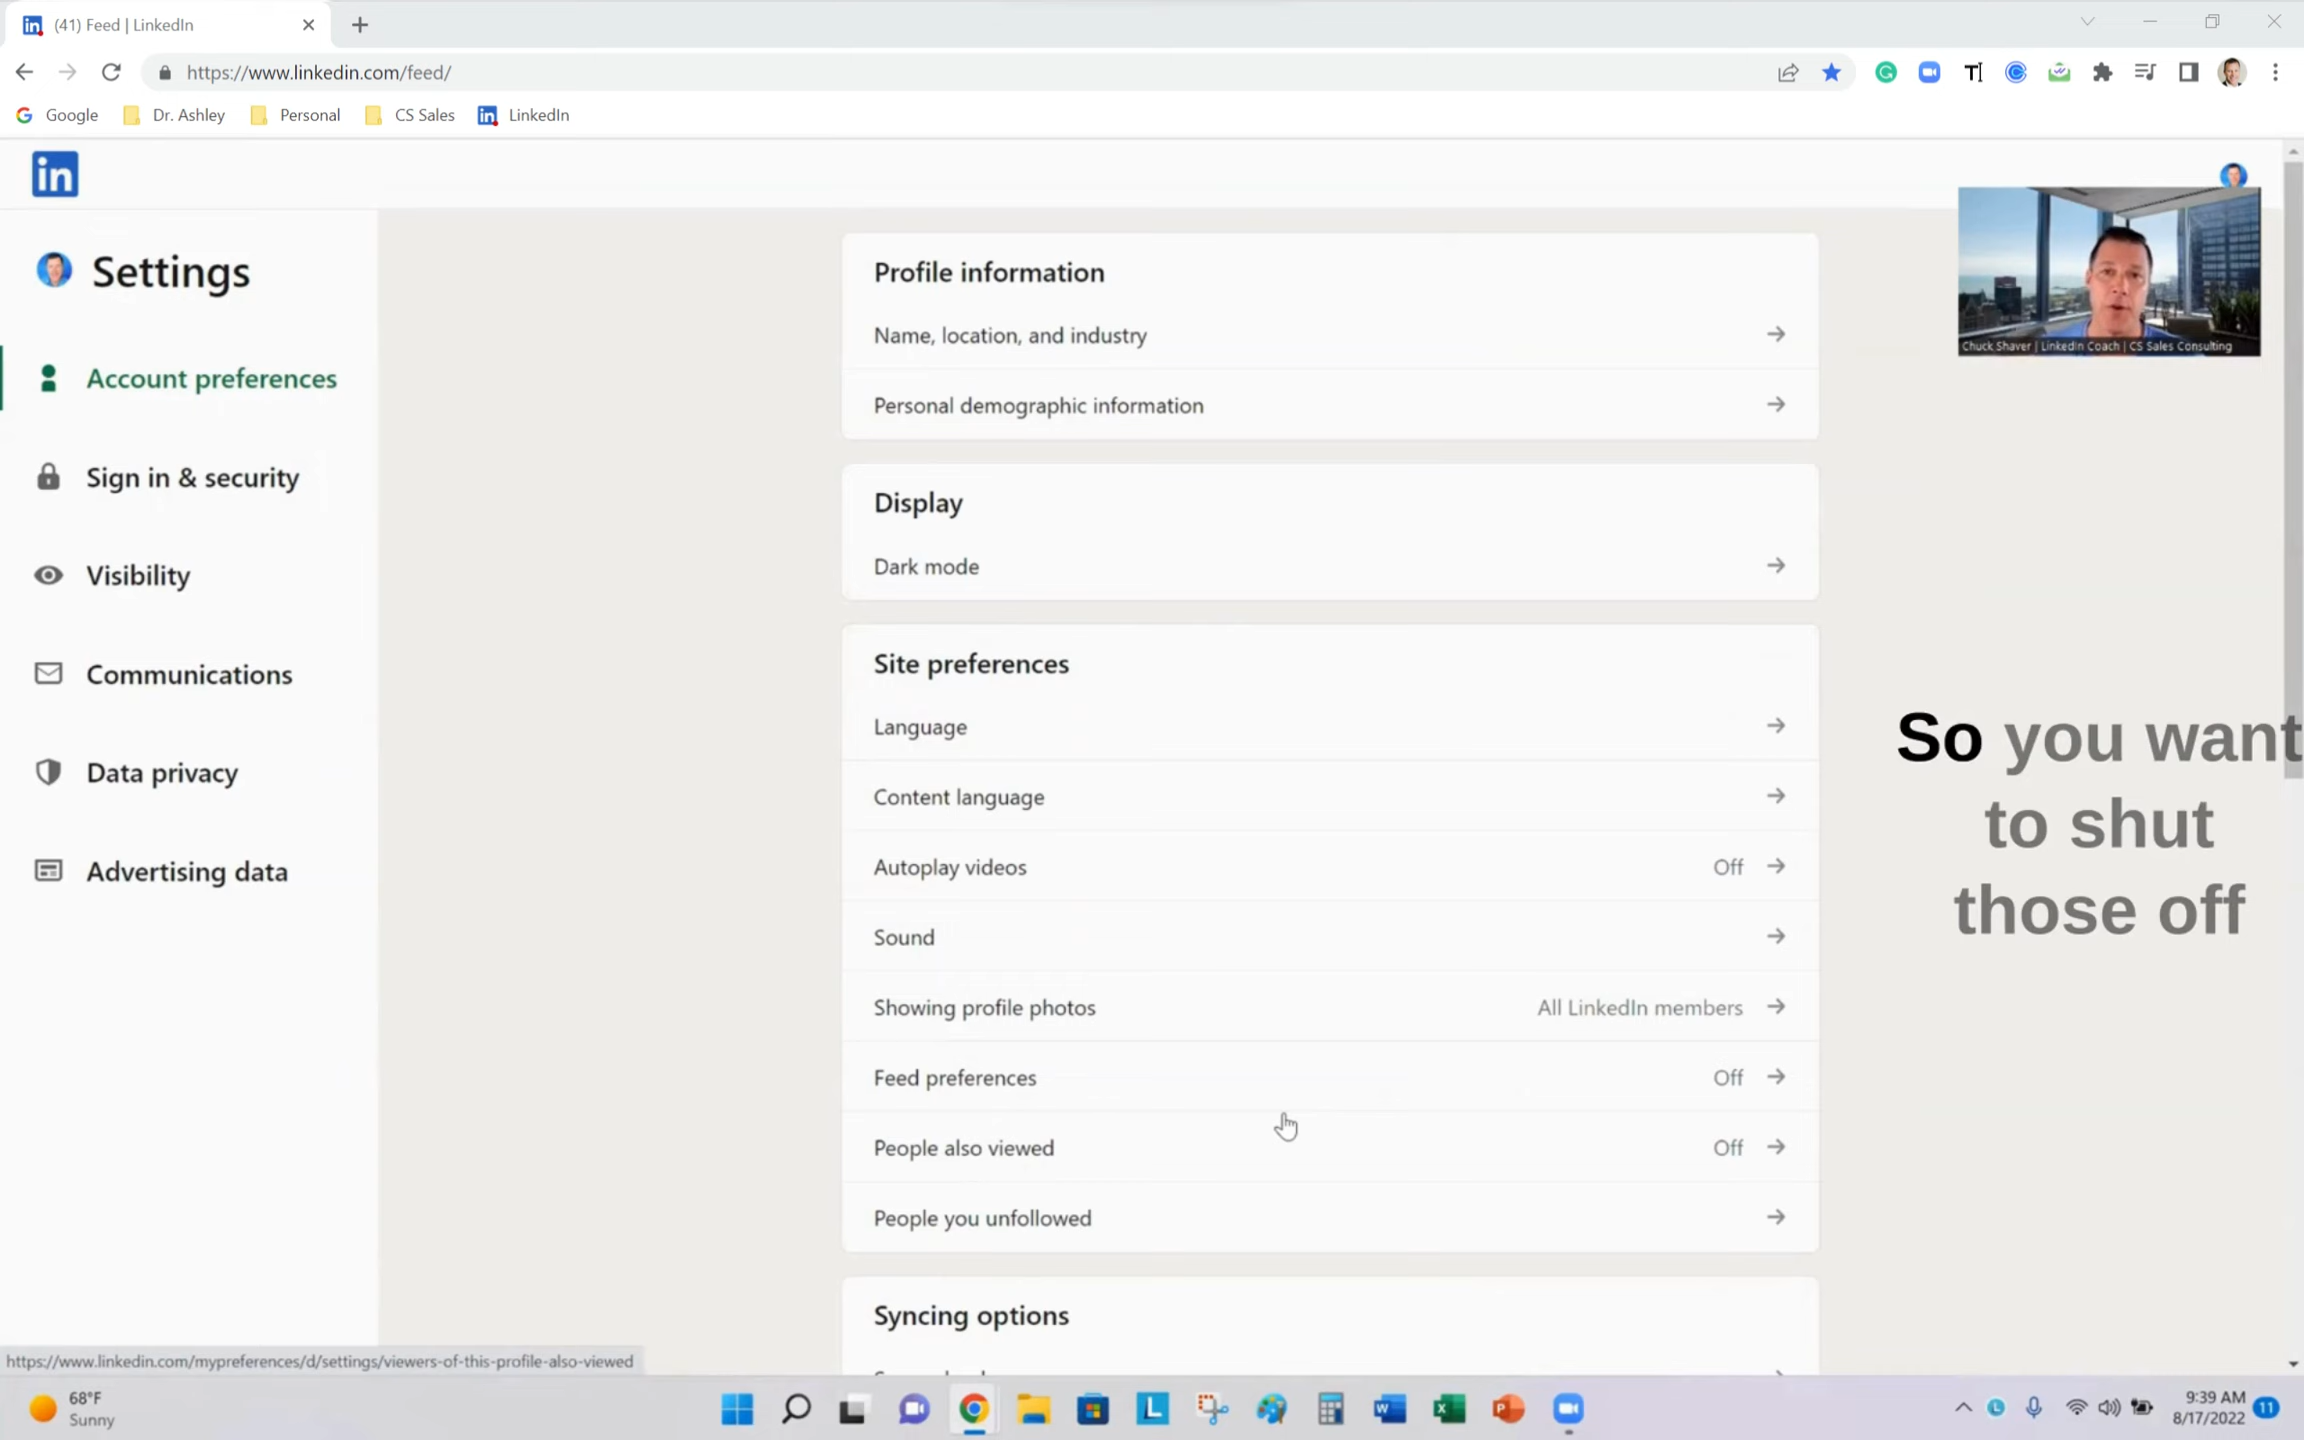 (41) Feed | LinkedIn
https://www.linkedin.com/feed/
Google
Dr. Ashley
Personal
CS Sales
LinkedIn
in
Settings
Account preferences
Sign in & security
Visibility
Communications
Data privacy
Advertising data
Profile information
Name, location, and industry
Personal demographic information
Display
Dark mode
Site preferences
Language
Content language
Autoplay videos Off
Sound
Showing profile photos All LinkedIn members
Feed preferences Off
People also viewed Off
People you unfollowed
Syncing options
Chuck Shaver | LinkedIn Coach | CS Sales Consulting
So you want
to shut
those off
https://www.linkedin.com/mypreferences/d/settings/viewers-of-this-profile-also-viewed
68°F
Sunny
9:39 AM
8/17/2022
11